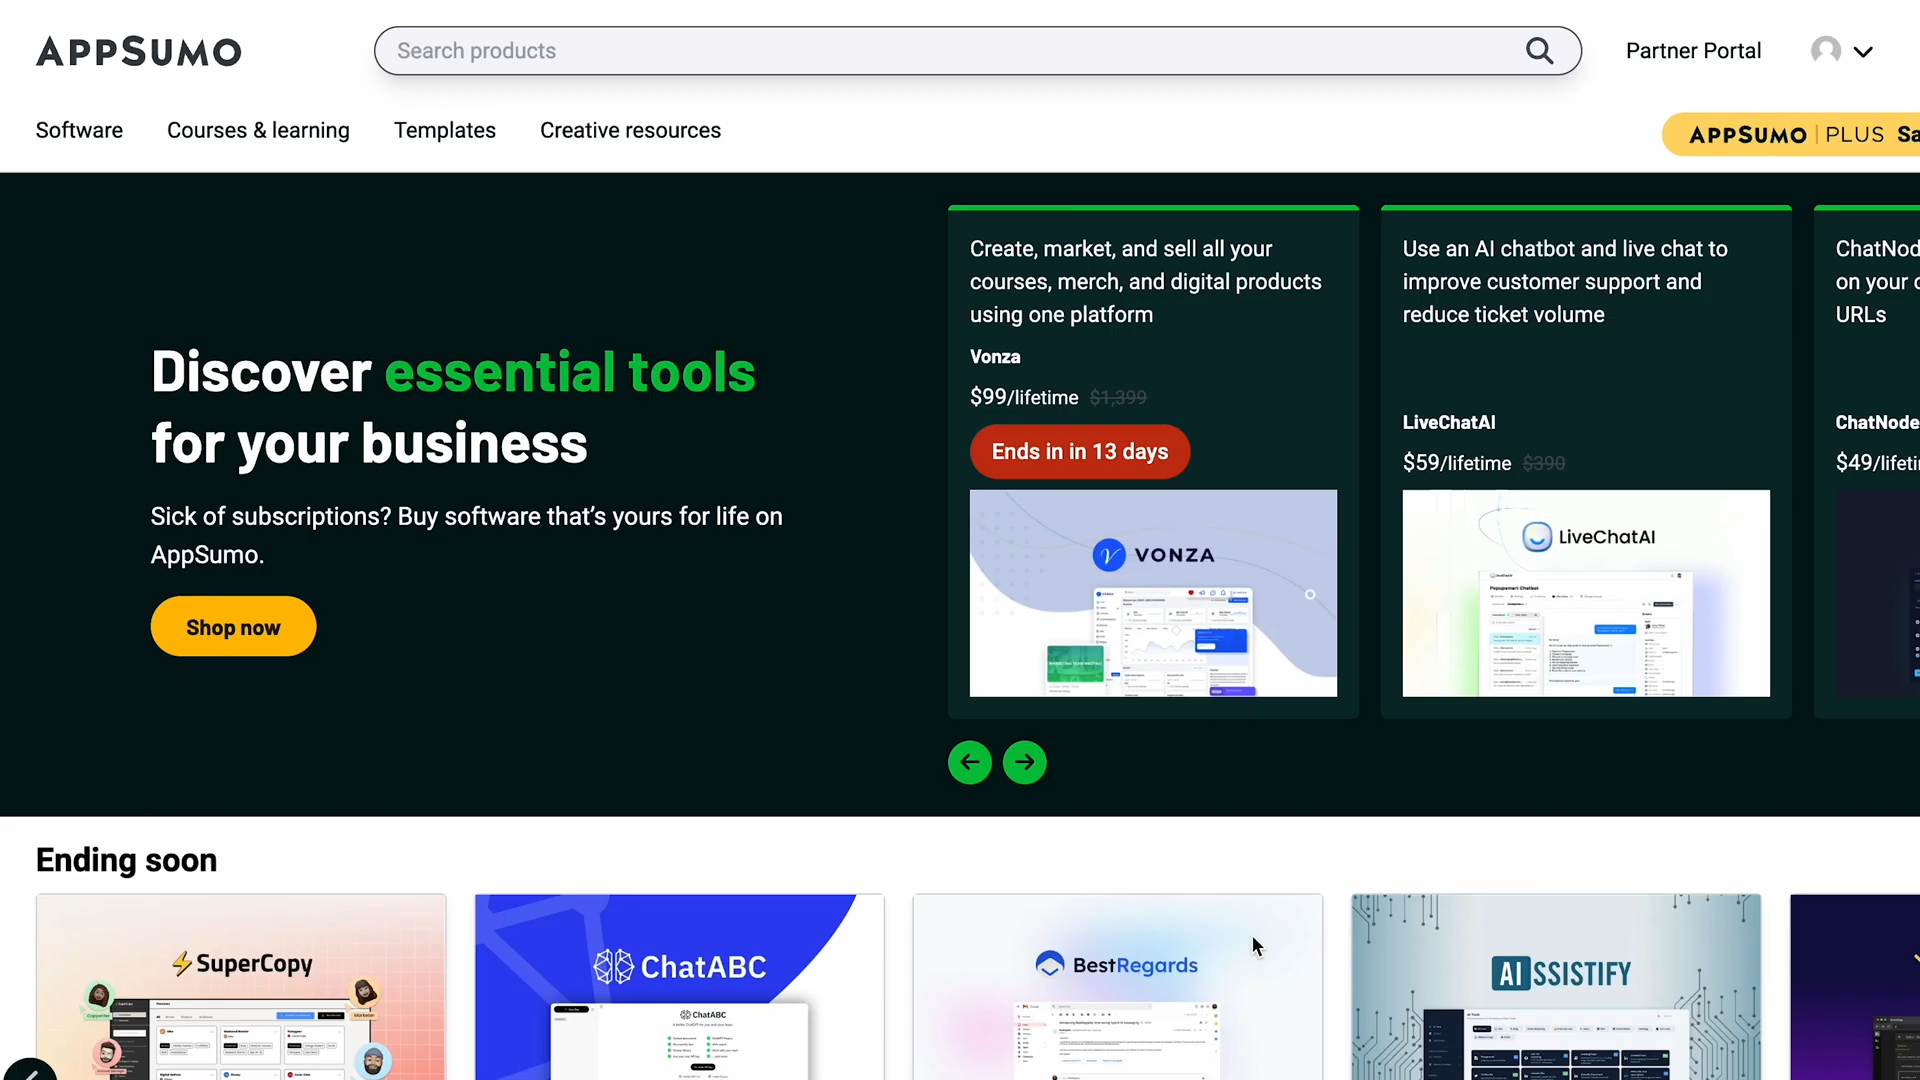 APPSUMO
Search products
Partner Portal
Software
Courses & learning
Templates
Creative resources
APPSUMO | PLUS Sa
Discover essential tools
for your business
Sick of subscriptions? Buy software that’s yours for life on
AppSumo.
Shop now
Create, market, and sell all your
courses, merch, and digital products
using one platform
Vonza
$99/lifetime $1,399
Ends in in 13 days
VONZA
Use an AI chatbot and live chat to
improve customer support and
reduce ticket volume
LiveChatAI
$59/lifetime $390
LiveChatAI
ChatNod
on your
URLs
ChatNode
$49/lifeti
Ending soon
SuperCopy
ChatABC
ChatABC
BestRegards
AISSISTIFY